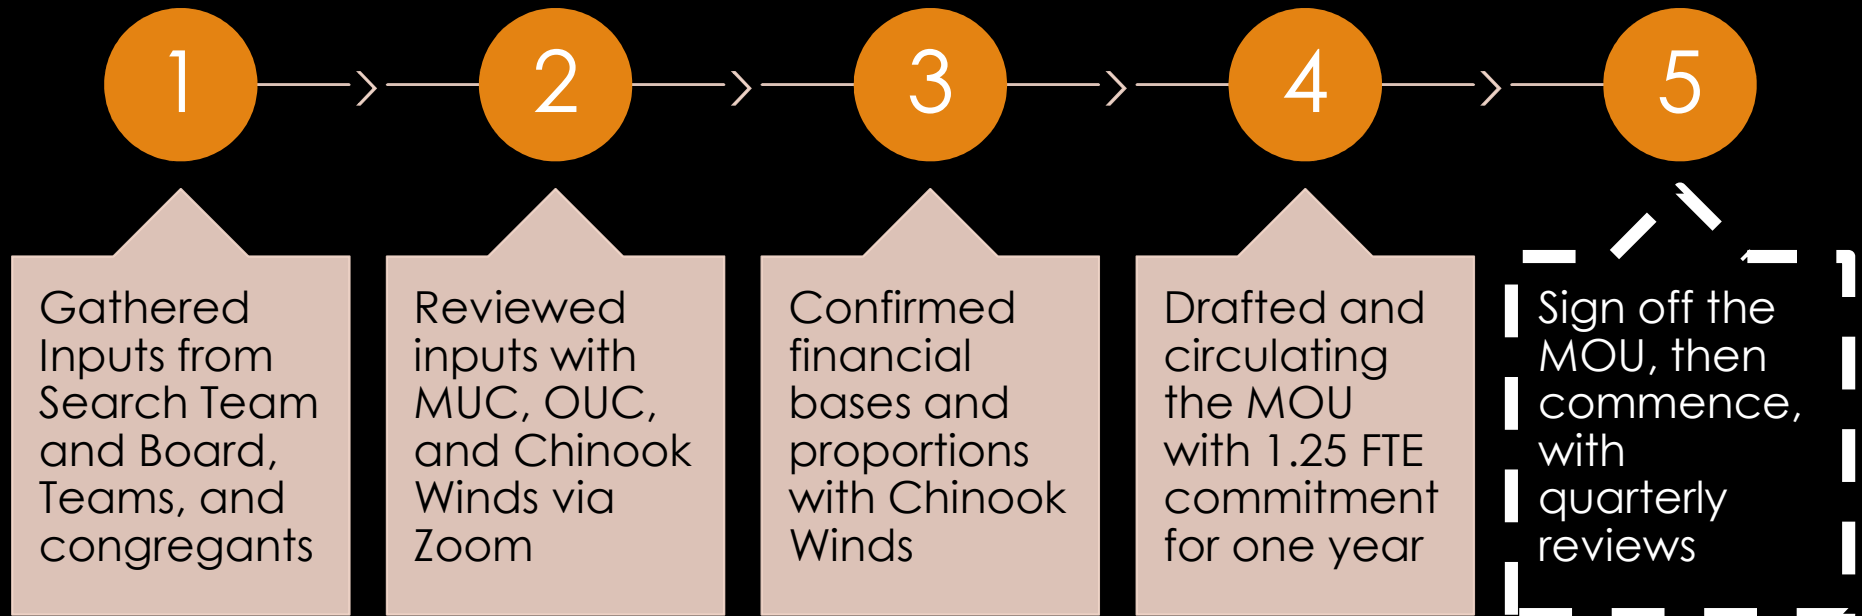 1
2
3
4
5
Gathered
Inputs from
Search Team
and Board,
Teams, and
congregants
Reviewed
inputs with
MUC, OUC,
and Chinook
Winds via
Zoom
Confirmed
financial
bases and
proportions
with Chinook
Winds
Drafted and
circulating
the MOU
with 1.25 FTE
commitment
for one year
Sign off the
MOU, then
commence,
with
quarterly
reviews